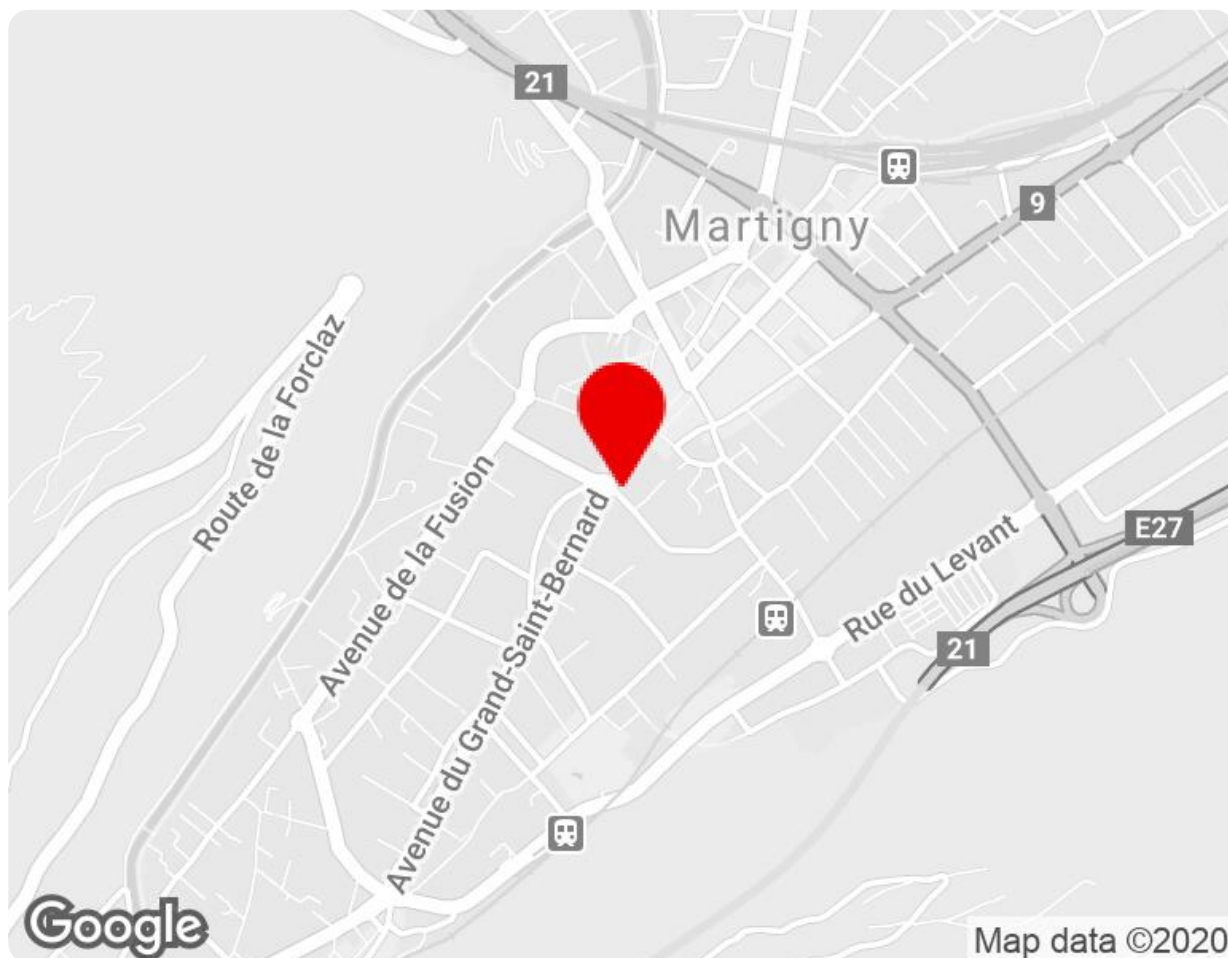 21
9
Martigny
Route de la Forclaz
Avenue de la Fusion
Avenue du Grand-Saint-Bernard
E27
Rue du Levant
21
Google
Map data ©2020